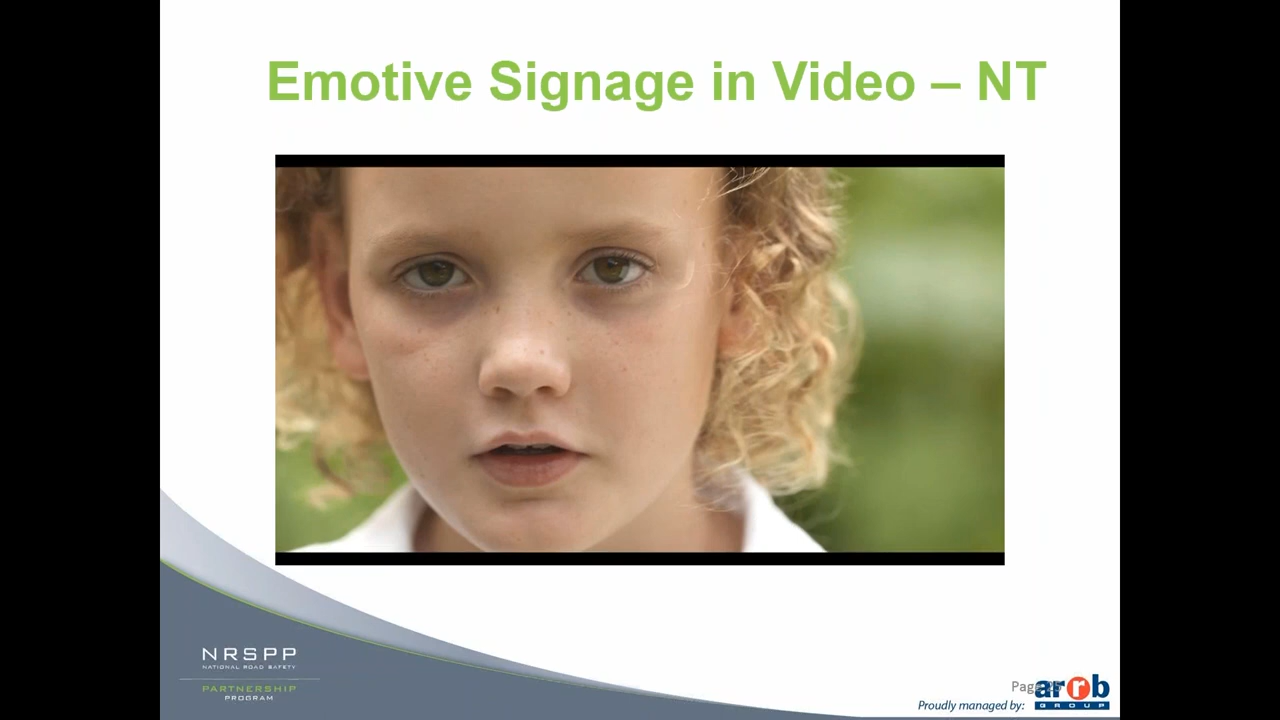 Emotive Signage in Video – NT
NRSPP
NATIONAL ROAD SAFETY
PARTNERSHIP
PROGRAM
Page
arrb
GROUP
Proudly managed by: